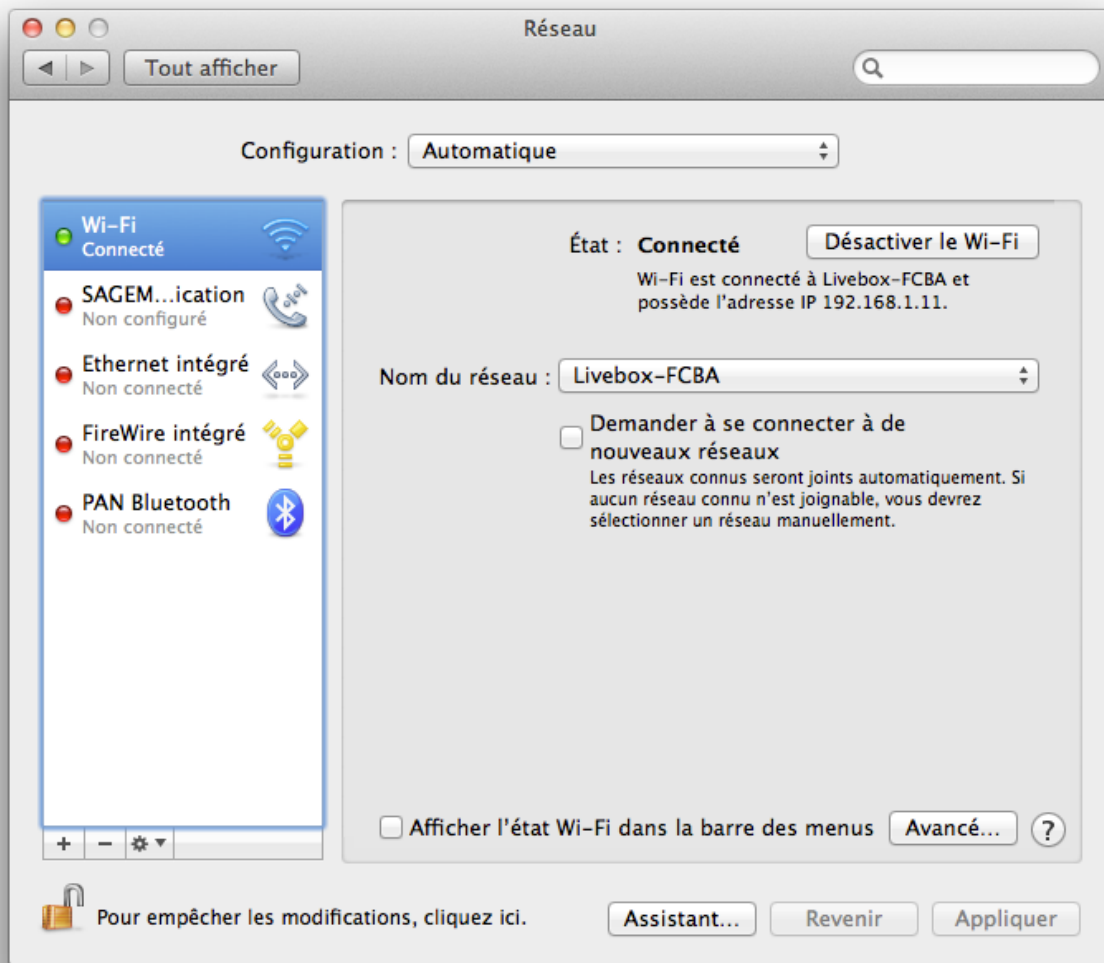 Réseau
Tout afficher
Configuration : Automatique
Wi-Fi
Connecté
SAGEM...ication
Non configuré
Ethernet intégré
Non connecté
FireWire intégré
Non connecté
PAN Bluetooth
Non connecté
État : Connecté
Désactiver le Wi-Fi
Wi-Fi est connecté à Livebox-FCBA et
possède l'adresse IP 192.168.1.11.
Nom du réseau : Livebox-FCBA
Demander à se connecter à de
nouveaux réseaux
Les réseaux connus seront joints automatiquement. Si
aucun réseau connu n'est joignable, vous devrez
sélectionner un réseau manuellement.
Afficher l'état Wi-Fi dans la barre des menus
Avancé...
?
+ −
Pour empêcher les modifications, cliquez ici.
Assistant...
Revenir
Appliquer